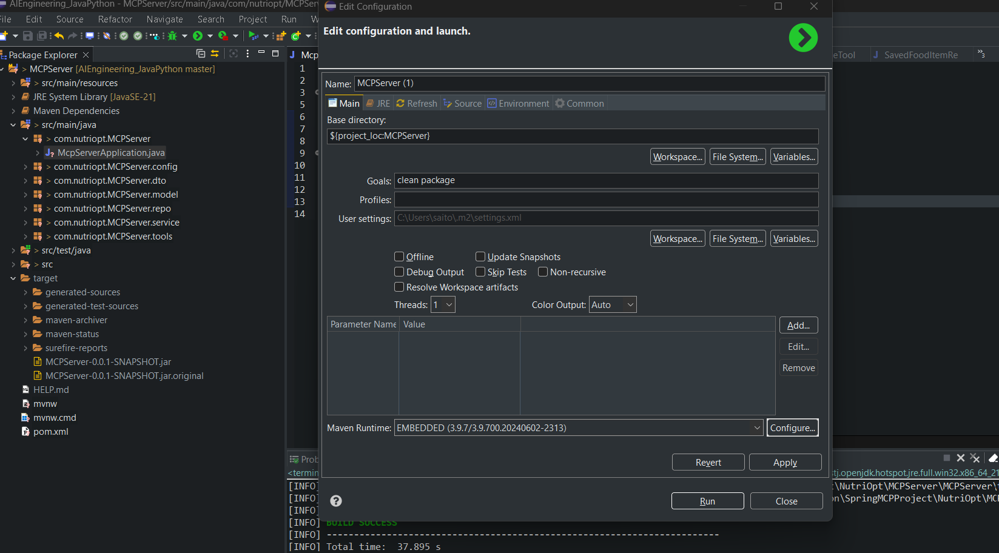 AIEngineering_JavaPython - MCPServer/src/main/java/com/nutriopt/MCPServ
File Edit Source Refactor Navigate Search Project Run
Package Explorer
> MCPServer [AIEngineering_JavaPython master]
> src/main/resources
JRE System Library [JavaSE-21]
Maven Dependencies
> src/main/java
> com.nutriopt.MCPServer
McpServerApplication.java
> com.nutriopt.MCPServer.config
> com.nutriopt.MCPServer.dto
> com.nutriopt.MCPServer.model
> com.nutriopt.MCPServer.repo
> com.nutriopt.MCPServer.service
> com.nutriopt.MCPServer.tools
> src/test/java
> src
target
generated-sources
generated-test-sources
maven-archiver
maven-status
surefire-reports
MCPServer-0.0.1-SNAPSHOT.jar
MCPServer-0.0.1-SNAPSHOT.jar.original
HELP.md
mvnw
mvnw.cmd
pom.xml
Mcp
1
2
3
5
6
7
8
9
10
11
12
13
14
eTool
SavedFoodItemRe
»3
Edit Configuration
Edit configuration and launch.
Name: MCPServer (1)
Main JRE Refresh Source Environment Common
Base directory:
${project_loc:MCPServer}
Workspace... File System... Variables...
Goals: clean package
Profiles:
User settings: C:\Users\saito\.m2\settings.xml
Workspace... File System... Variables...
Offline Update Snapshots
Debug Output Skip Tests Non-recursive
Resolve Workspace artifacts
Threads: 1 Color Output: Auto
Parameter Name Value
Add...
Edit...
Remove
Maven Runtime: EMBEDDED (3.9.7/3.9.700.20240602-2313) Configure...
Revert Apply
Run Close
Prob
<termin
stj.openjdk.hotspot.jre.full.win32.x86_64_21
[INFO] \NutriOpt\MCPServer\MCPServer\
[INFO] on\SpringMCPProject\NutriOpt\MCP
[INFO]
[INFO] BUILD SUCCESS
[INFO] ------------------------------------------------------------------------
[INFO] Total time: 37.895 s